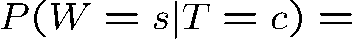 P(W = s|T = c) =